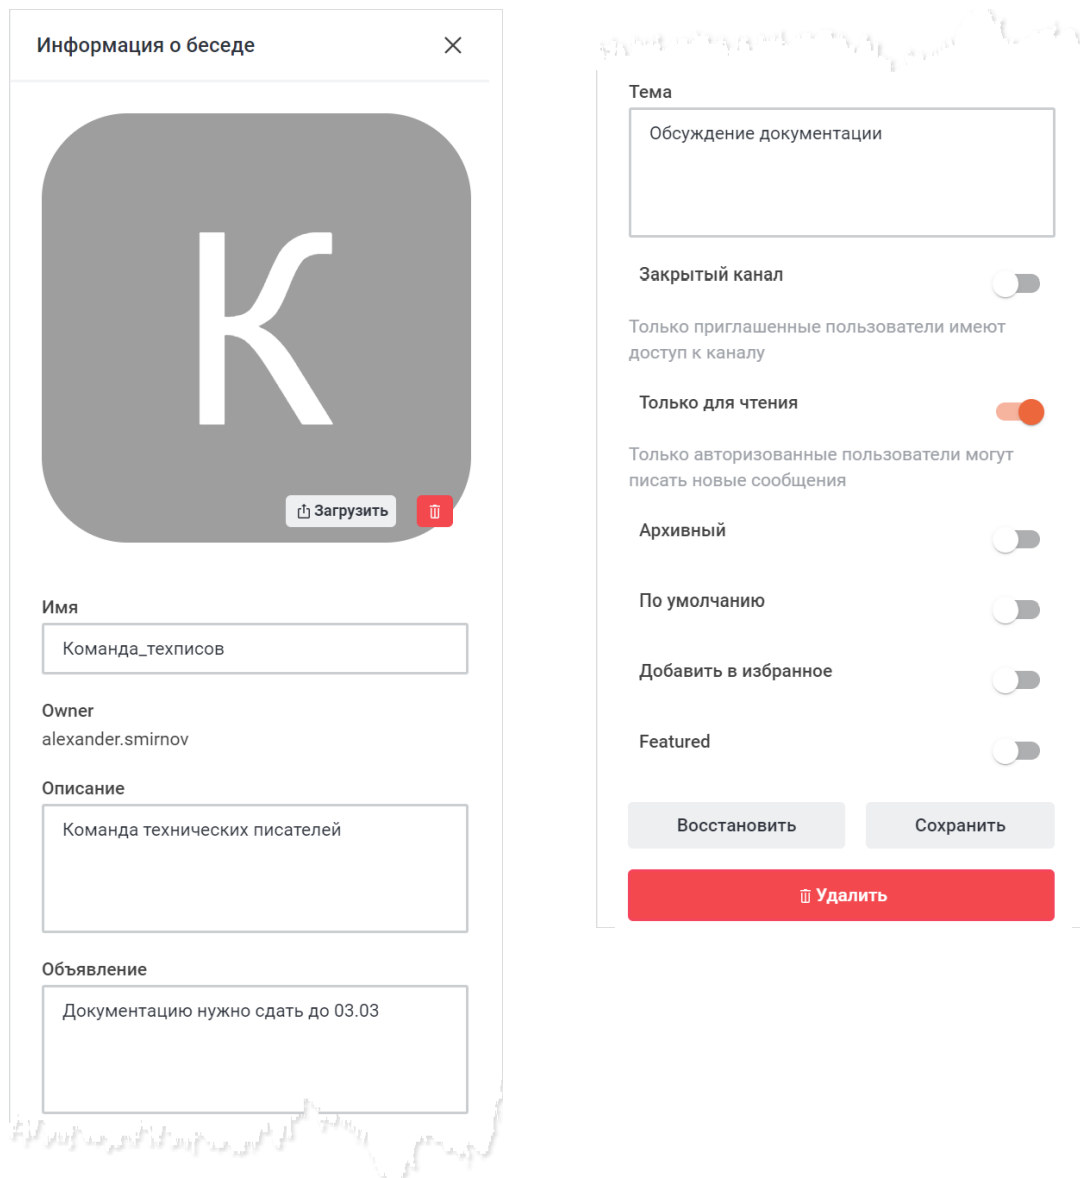 Информация о беседе
К
Загрузить
Имя
Команда_техписов
Owner
alexander.smirnov
Описание
Команда технических писателей
Объявление
Документацию нужно сдать до 03.03
Тема
Обсуждение документации
Закрытый канал
Только приглашенные пользователи имеют
доступ к каналу
Только для чтения
Только авторизованные пользователи могут
писать новые сообщения
Архивный
По умолчанию
Добавить в избранное
Featured
Восстановить
Сохранить
Удалить